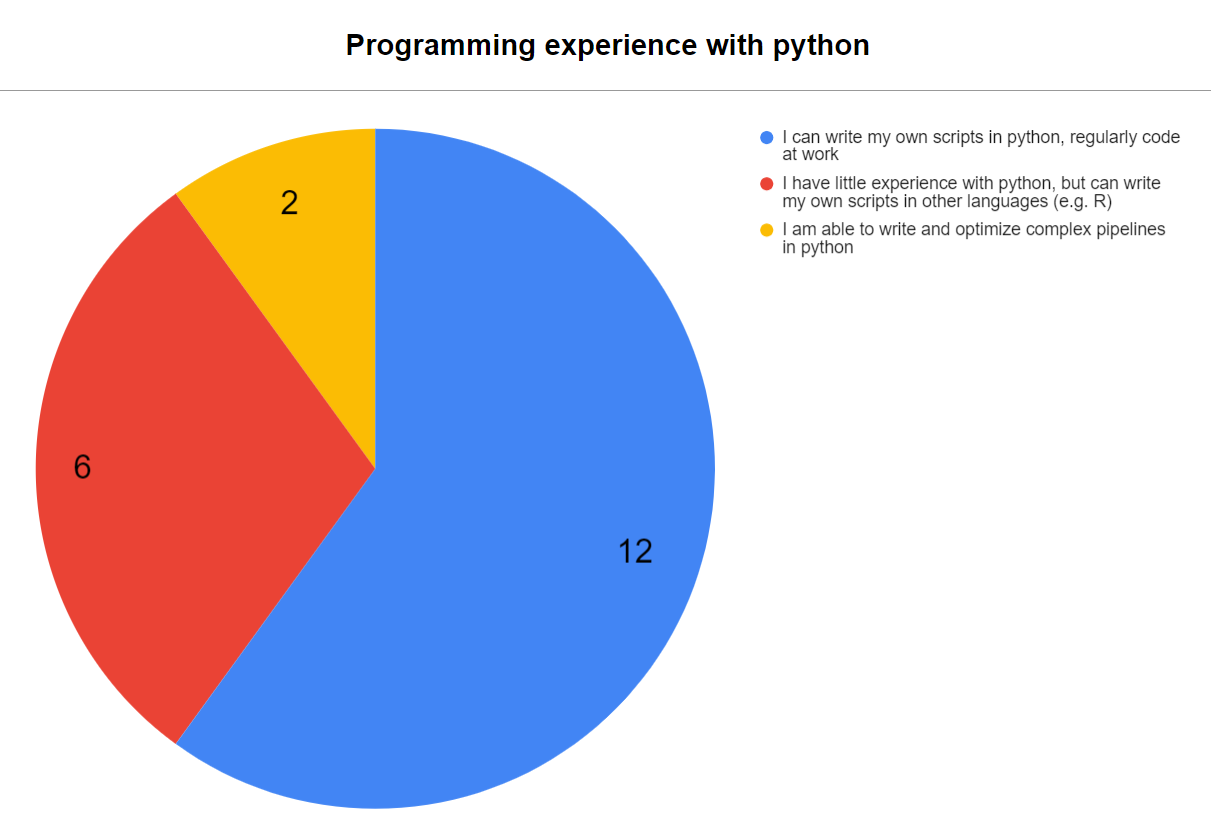 Programming experience with python
I can write my own scripts in python, regularly code
at work
I have little experience with python, but can write
my own scripts in other languages (e.g. R)
I am able to write and optimize complex pipelines
in python
2
6
12